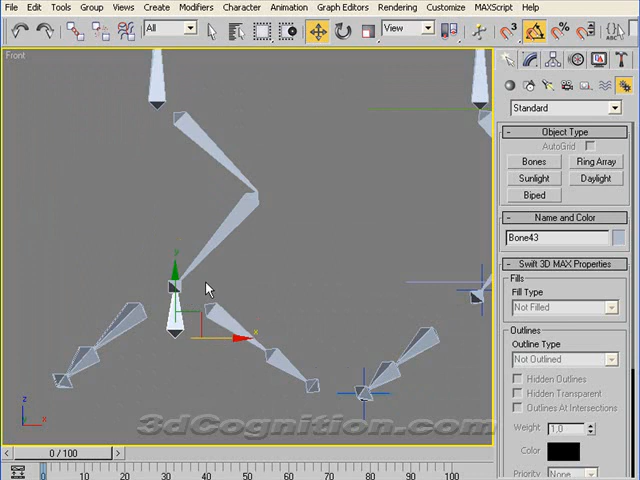 File Edit Tools Group Views Create Modifiers Character Animation Graph Editors Rendering Customize MAXScript Help
All View 3 %
Front
Standard
- Object Type
AutoGrid
Bones Ring Array
Sunlight Daylight
Biped
- Name and Color
Bone43
- Swift 3D MAX Properties
Fills
Fill Type
Not Filled
Outlines
Outline Type
Not Outlined
Hidden Outlines
Hidden Transparent
Outlines At Intersections
Weight 1.0
Color
Priority None
y
x
z
x
3dCognition.com
< 0 / 100 >
0 10 20 30 40 50 60 70 80 90 100